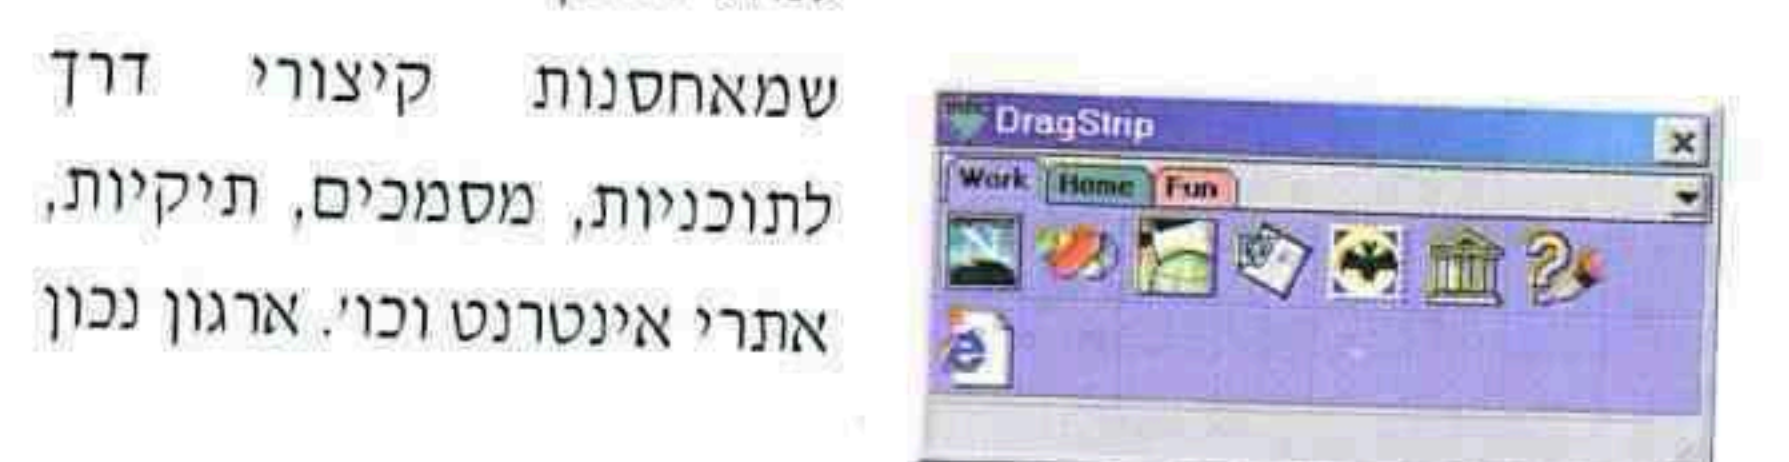 שמאחסנות קיצורי דרך
לתוכניות, מסמכים, תיקיות,
אתרי אינטרנט וכו'. ארגון נכון
DragStrip
Work Home Fun